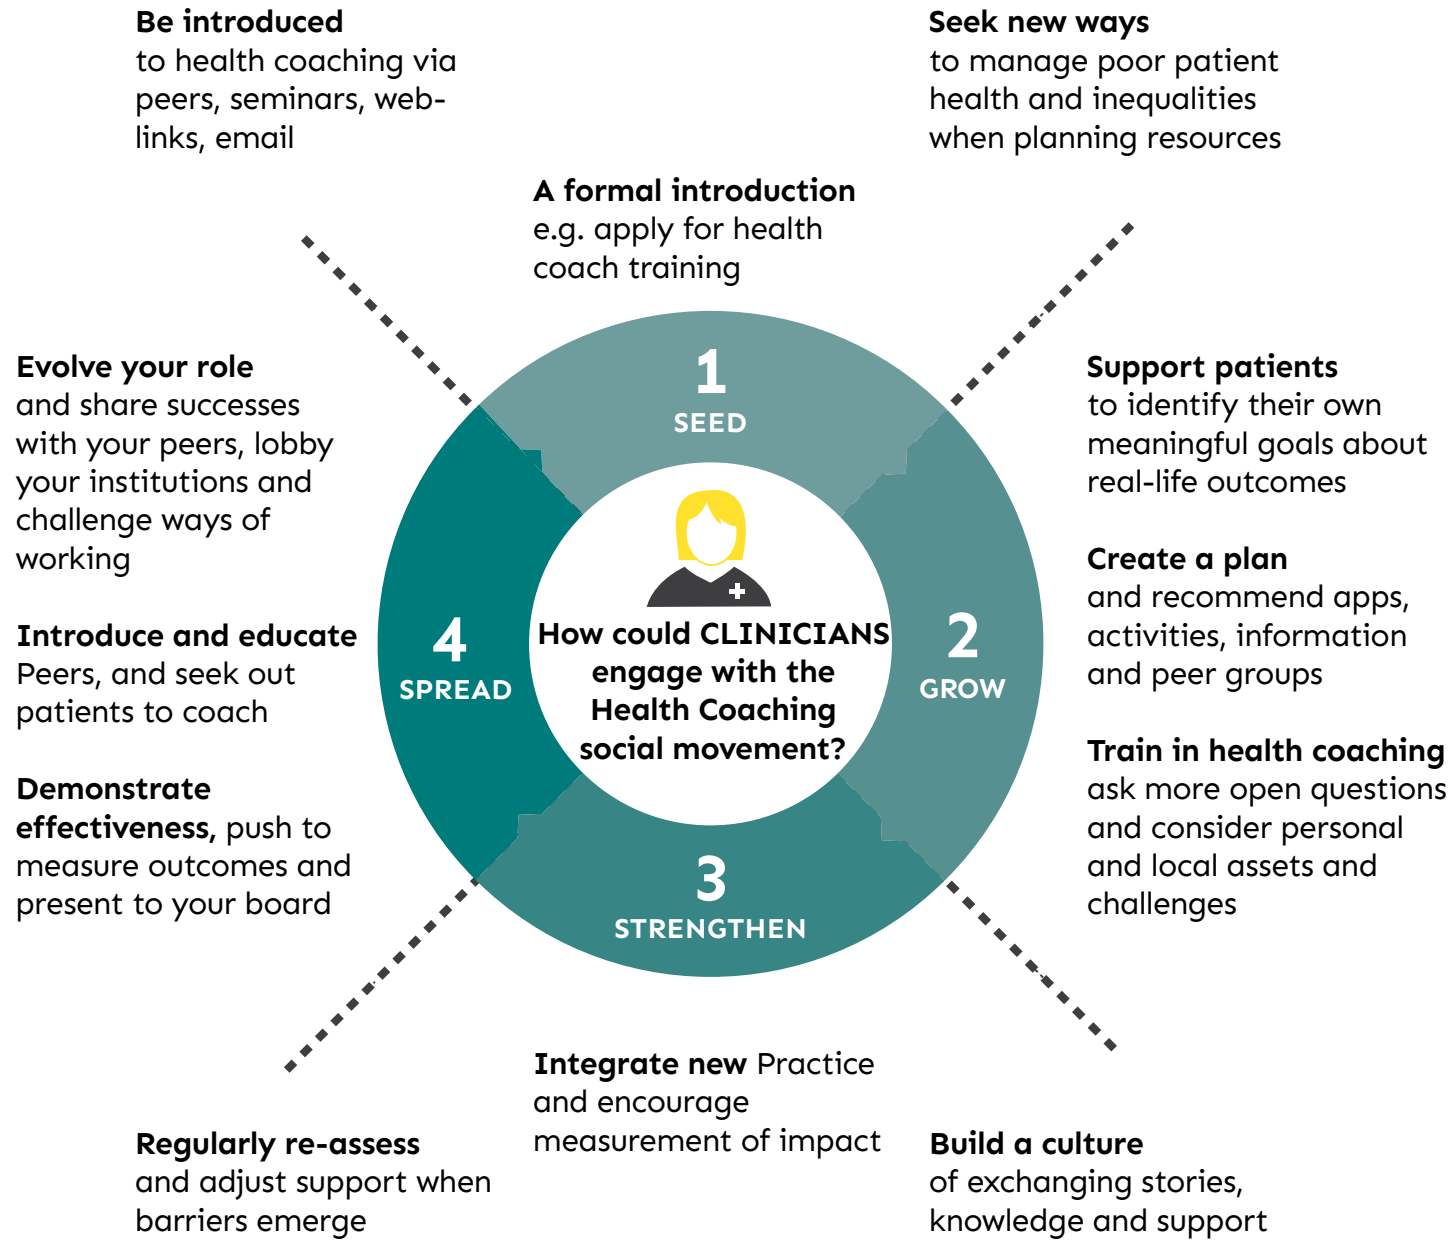 Be introduced
to health coaching via
peers, seminars, web-
links, email
Seek new ways
to manage poor patient
health and inequalities
when planning resources
A formal introduction
e.g. apply for health
coach training
1
SEED
Support patients
to identify their own
meaningful goals about
real-life outcomes
Create a plan
and recommend apps,
activities, information
and peer groups
Train in health coaching
ask more open questions
and consider personal
and local assets and
challenges
2
GROW
How could CLINICIANS
engage with the
Health Coaching
social movement?
3
STRENGTHEN
Integrate new Practice
and encourage
measurement of impact
Build a culture
of exchanging stories,
knowledge and support
Regularly re-assess
and adjust support when
barriers emerge
4
SPREAD
Evolve your role
and share successes
with your peers, lobby
your institutions and
challenge ways of
working
Introduce and educate
Peers, and seek out
patients to coach
Demonstrate
effectiveness, push to
measure outcomes and
present to your board